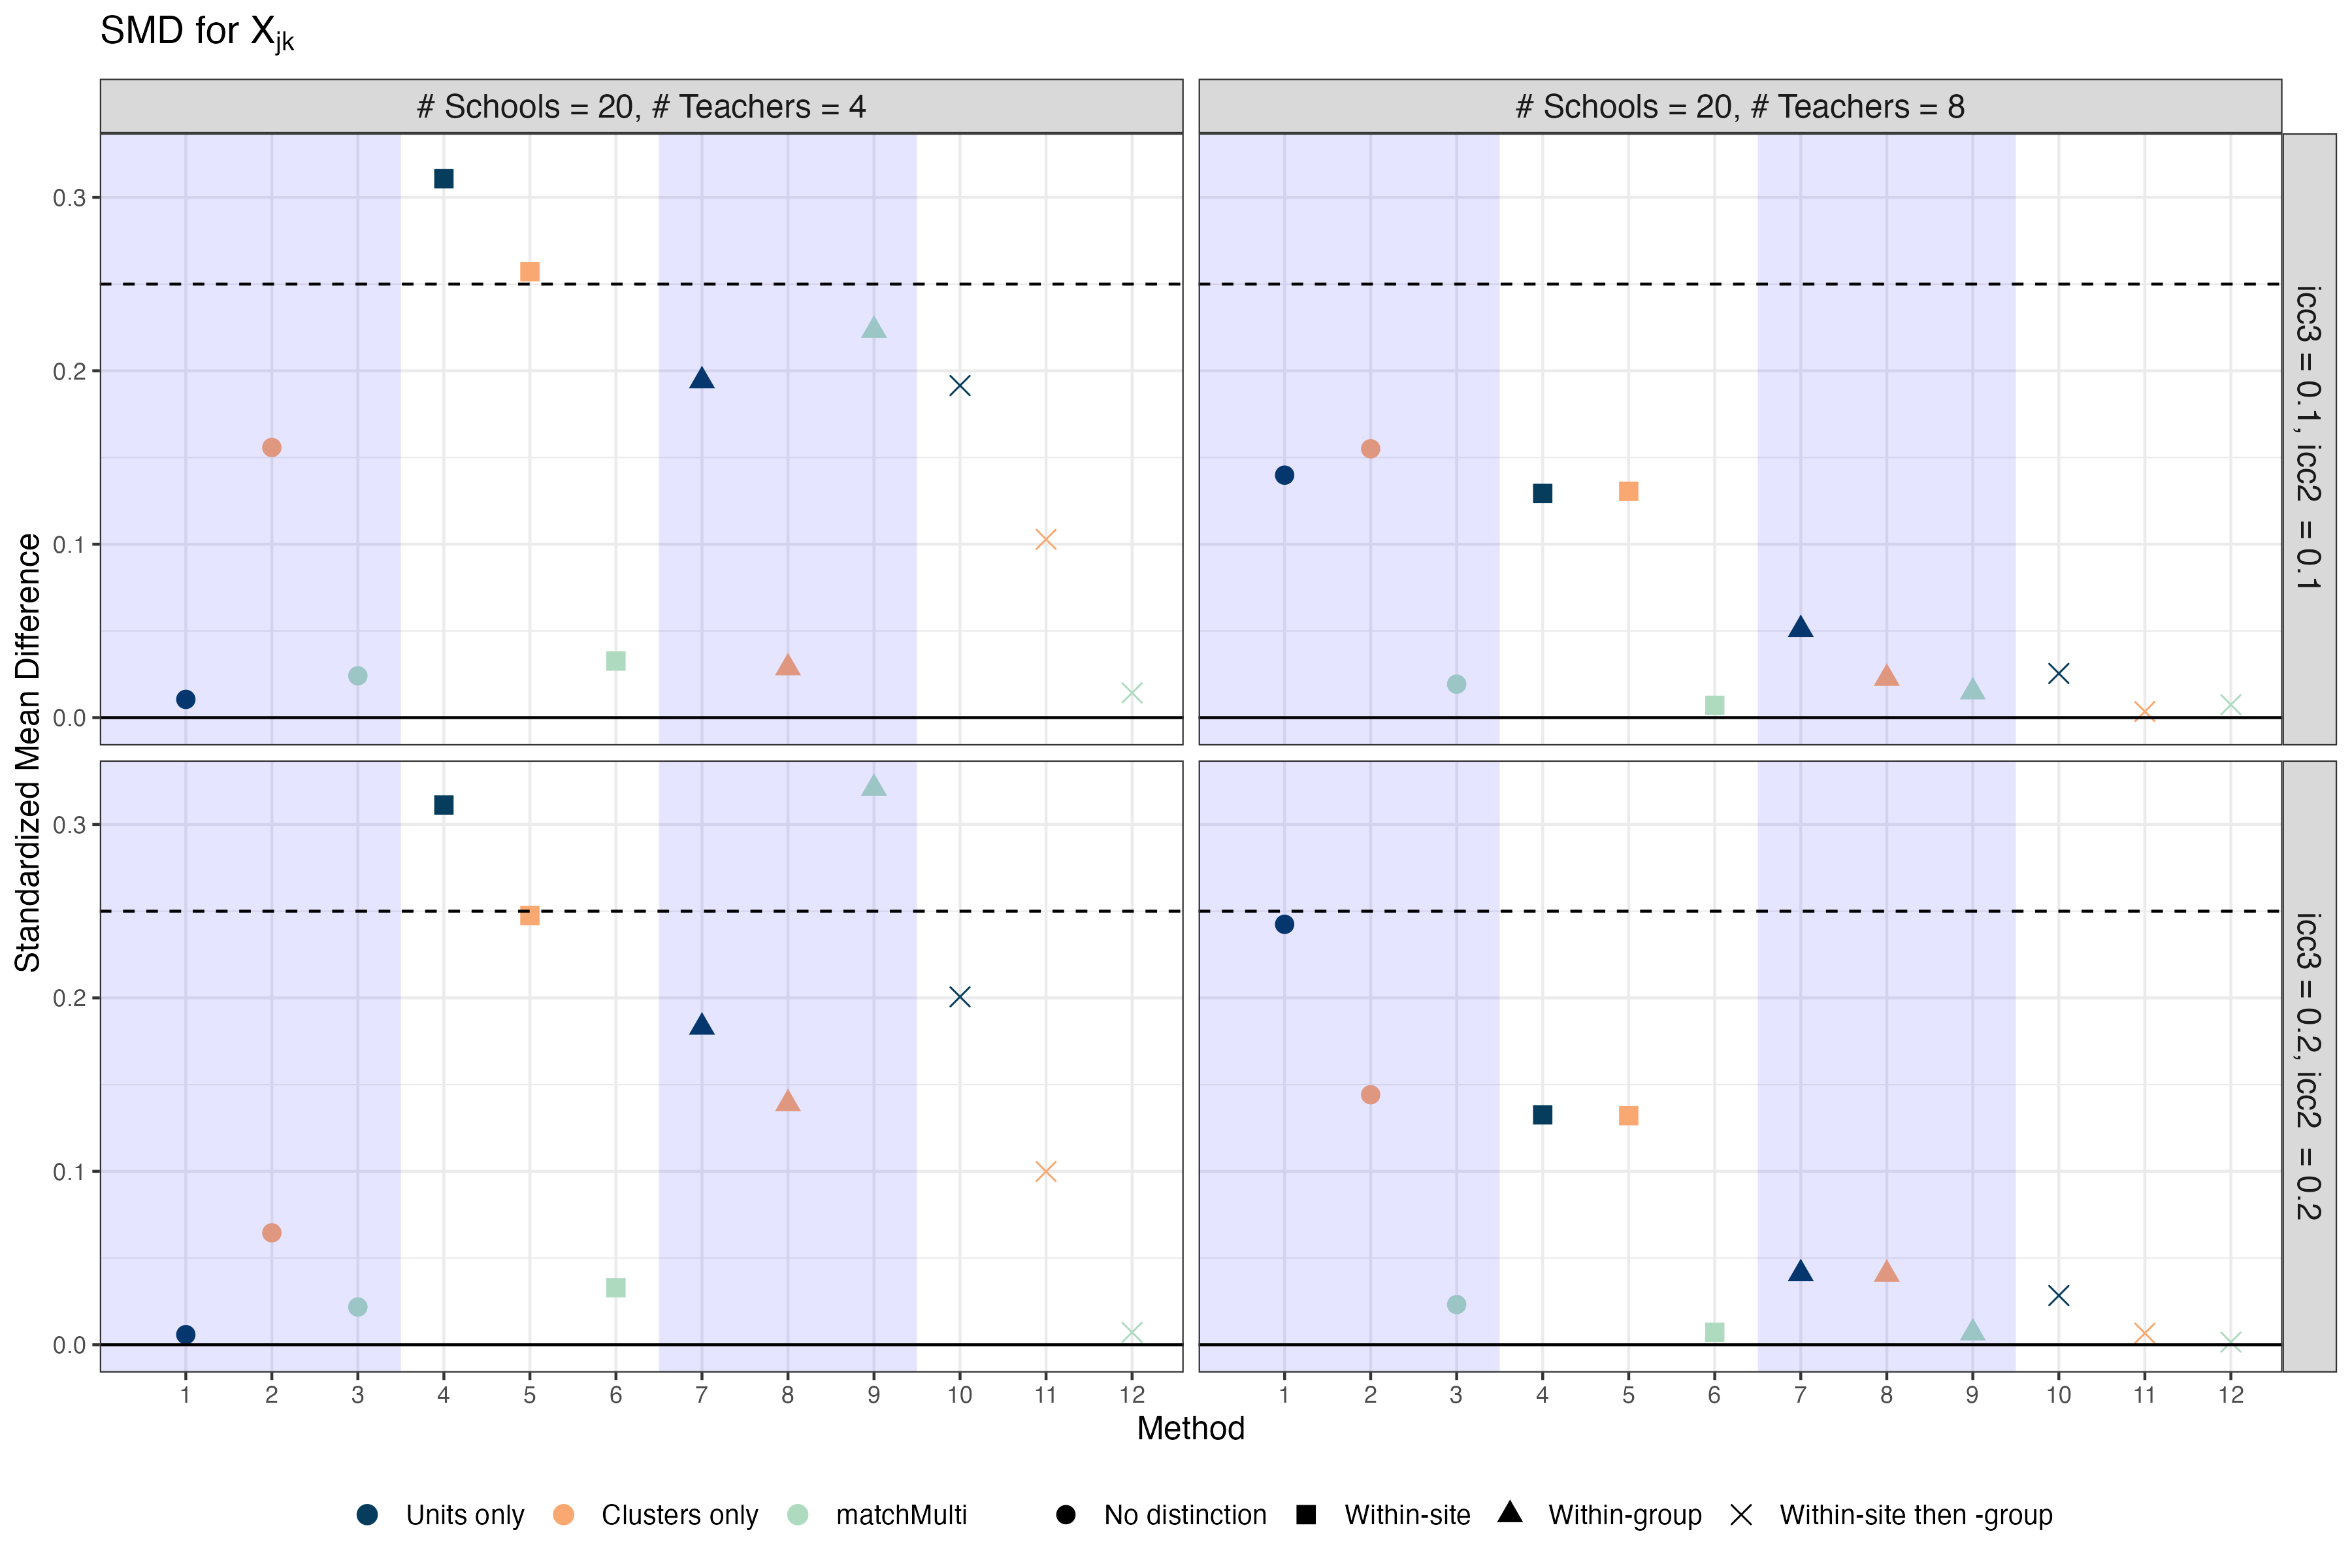 SMD for Xjk
# Schools = 20, # Teachers = 4
# Schools = 20, # Teachers = 8
Standardized Mean Difference
0.3
0.2
0.1
0.0
icc3 = 0.1, icc2 = 0.1
0.3
0.2
0.1
0.0
icc3 = 0.2, icc2 = 0.2
1 2 3 4 5 6 7 8 9 10 11 12
1 2 3 4 5 6 7 8 9 10 11 12
Method
Units only Clusters only matchMulti No distinction Within-site Within-group Within-site then -group